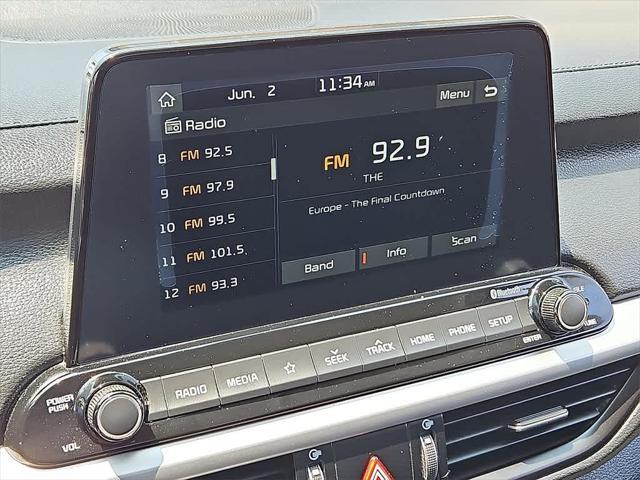 Jun. 2 11:34 AM
Menu
Radio
8 FM 92.5
9 FM 97.9
10 FM 99.5
11 FM 101.5
12 FM 93.3
FM 92.9
THE
Europe - The Final Countdown
Band Info Scan
Bluetooth
POWER
PUSH
VOL
RADIO MEDIA SEEK TRACK HOME PHONE SETUP
ENTER
TUNE